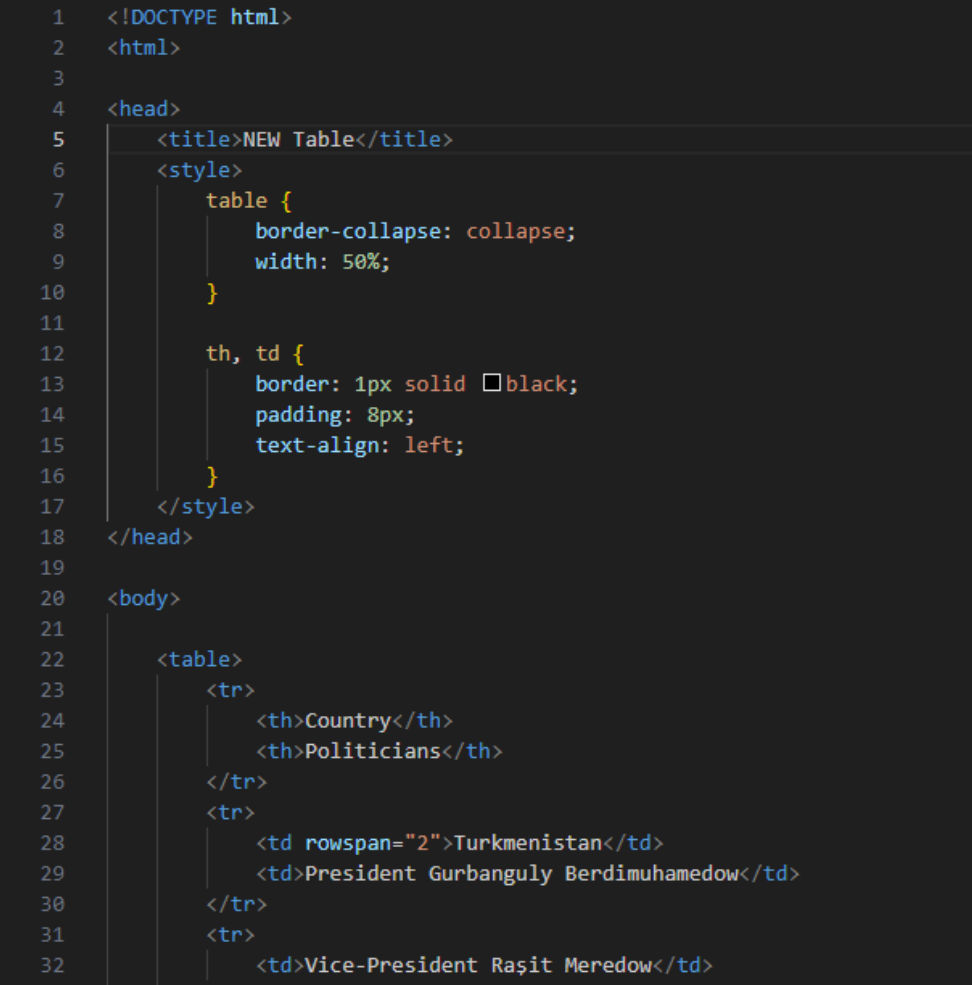 1 <!DOCTYPE html>
2 <html>
3
4 <head>
5     <title>NEW Table</title>
6     <style>
7         table {
8             border-collapse: collapse;
9             width: 50%;
10         }
11
12         th, td {
13             border: 1px solid black;
14             padding: 8px;
15             text-align: left;
16         }
17     </style>
18 </head>
19
20 <body>
21
22     <table>
23         <tr>
24             <th>Country</th>
25             <th>Politicians</th>
26         </tr>
27         <tr>
28             <td rowspan="2">Turkmenistan</td>
29             <td>President Gurbanguly Berdimuhamedow</td>
30         </tr>
31         <tr>
32             <td>Vice-President Raşit Meredow</td>